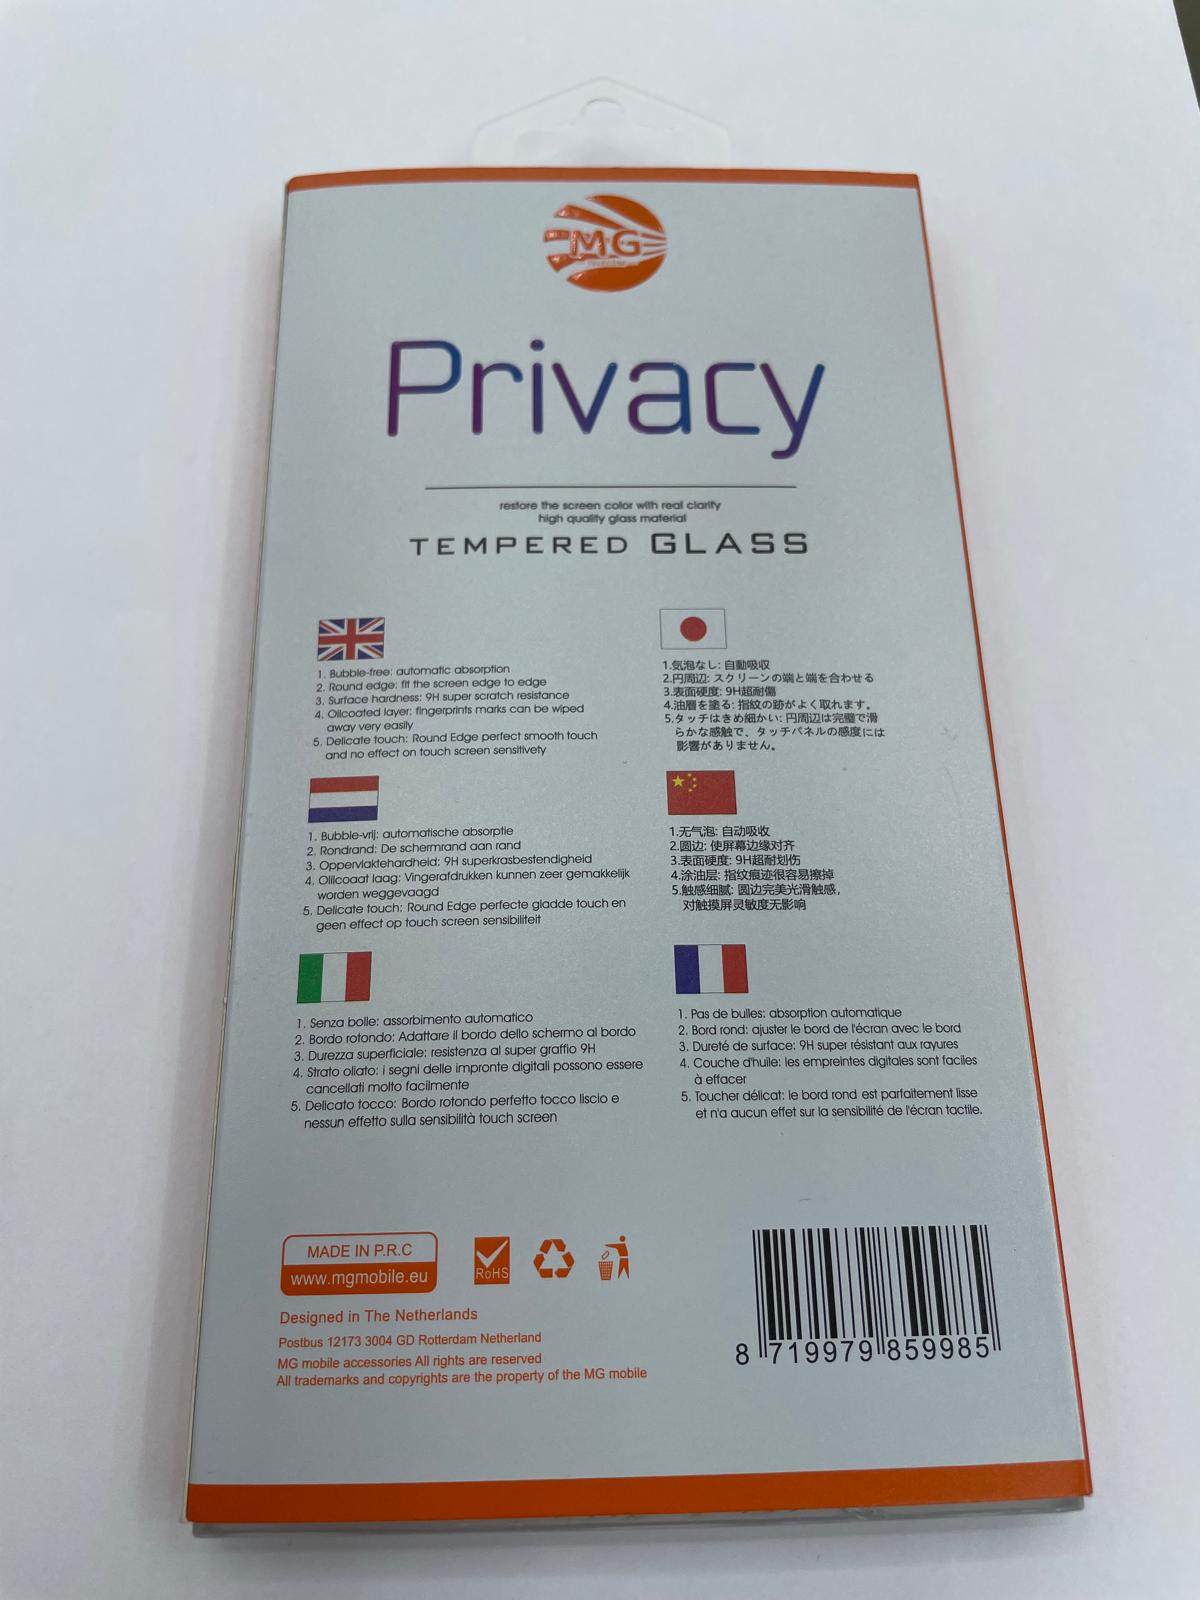 MG
Privacy
restore the screen color with real clarify
high quality glass material
TEMPERED GLASS
1. Bubble-free: automatic absorption
2. Round edge: fit the screen edge to edge
3. Surface hardness: 9H super scratch resistance
4. Oilcoated layer: fingerprints marks can be wiped
away very easily
5. Delicate touch: Round Edge perfect smooth touch
and no effect on touch screen sensitivety
1.気泡なし: 自動吸収
2.円周辺: スクリーンの端と端を合わせる
3.表面硬度: 9H超耐傷
4.油層を塗る: 指紋の跡がよく取れます。
5.タッチはきめ細かい: 円周辺は完璧で滑
らかな感触で、タッチパネルの感度には
影響がありません。
1. Bubble-vrij: automatische absorptie
2. Rondrand: De schermrand aan rand
3. Oppervlaktehardheid: 9H superkrasbestendigheid
4. Olilcoaat laag: Vingerafdrukken kunnen zeer gemakkelijk
worden weggevaagd
5. Delicate touch: Round Edge perfecte gladde touch en
geen effect op touch screen sensibiliteit
1.无气泡: 自动吸收
2.圆边: 使屏幕边缘对齐
3.表面硬度: 9H超耐划伤
4.涂油层: 指纹痕迹很容易擦掉
5.触感细腻: 圆边完美光滑触感,
对触摸屏灵敏度无影响
1. Senza bolle: assorbimento automatico
2. Bordo rotondo: Adattare il bordo dello schermo al bordo
3. Durezza superficiale: resistenza al super graffio 9H
4. Strato oliato: i segni delle impronte digitali possono essere
cancellati molto facilmente
5. Delicato tocco: Bordo rotondo perfetto tocco liscio e
nessun effetto sulla sensibilità touch screen
1. Pas de bulles: absorption automatique
2. Bord rond: ajuster le bord de l'écran avec le bord
3. Dureté de surface: 9H super résistant aux rayures
4. Couche d'huile: les empreintes digitales sont faciles
à effacer
5. Toucher délicat: le bord rond est parfaitement lisse
et n'a aucun effet sur la sensibilité de l'écran tactile.
MADE IN P.R.C
www.mgmobile.eu
RoHS
Designed in The Netherlands
Postbus 12173 3004 GD Rotterdam Netherland
MG mobile accessories All rights are reserved
All trademarks and copyrights are the property of the MG mobile
8 719979 859985